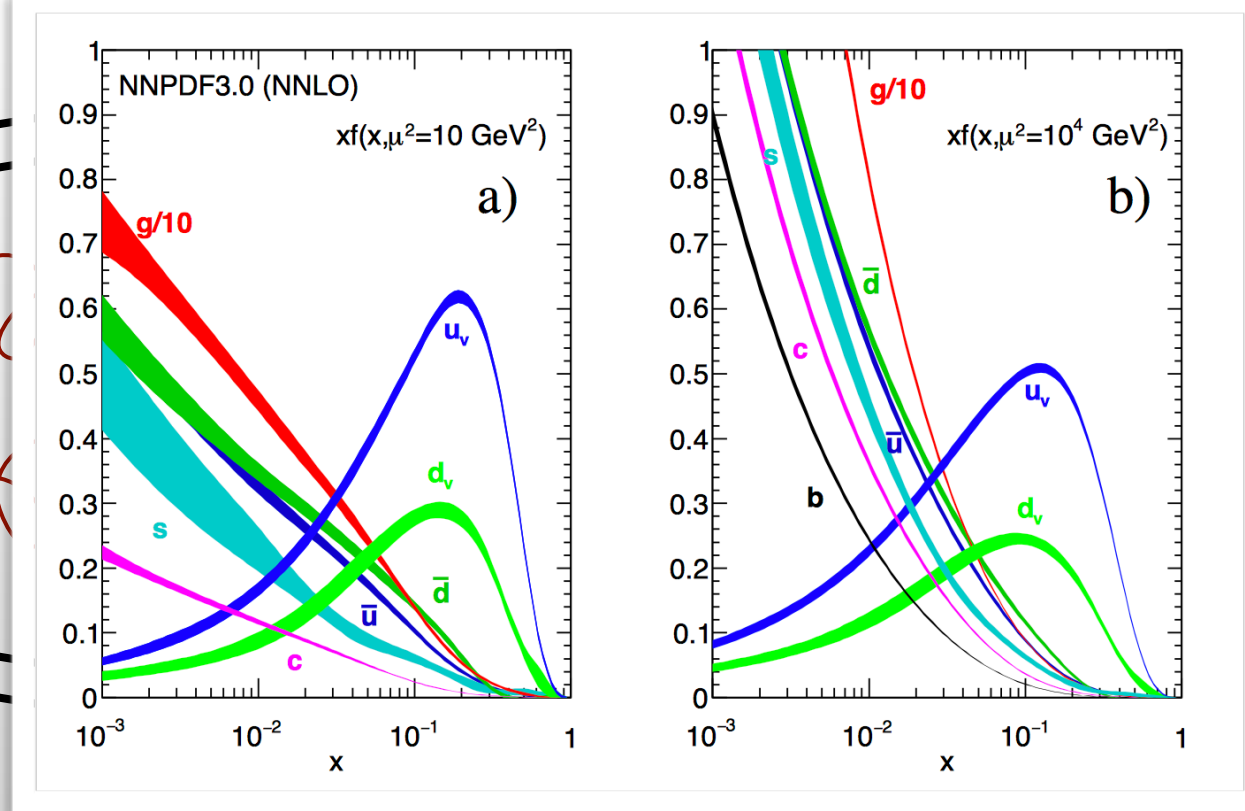 NNPDF3.0 (NNLO)
xf(x,μ²=10 GeV²)
a)
g/10
u_v
d_v
s
d̄
ū
c
1
0.9
0.8
0.7
0.6
0.5
0.4
0.3
0.2
0.1
0
10⁻³
10⁻²
10⁻¹
1
x
g/10
xf(x,μ²=10⁴ GeV²)
b)
s
d̄
c
u_v
ū
b
d_v
1
0.9
0.8
0.7
0.6
0.5
0.4
0.3
0.2
0.1
0
10⁻³
10⁻²
10⁻¹
1
x